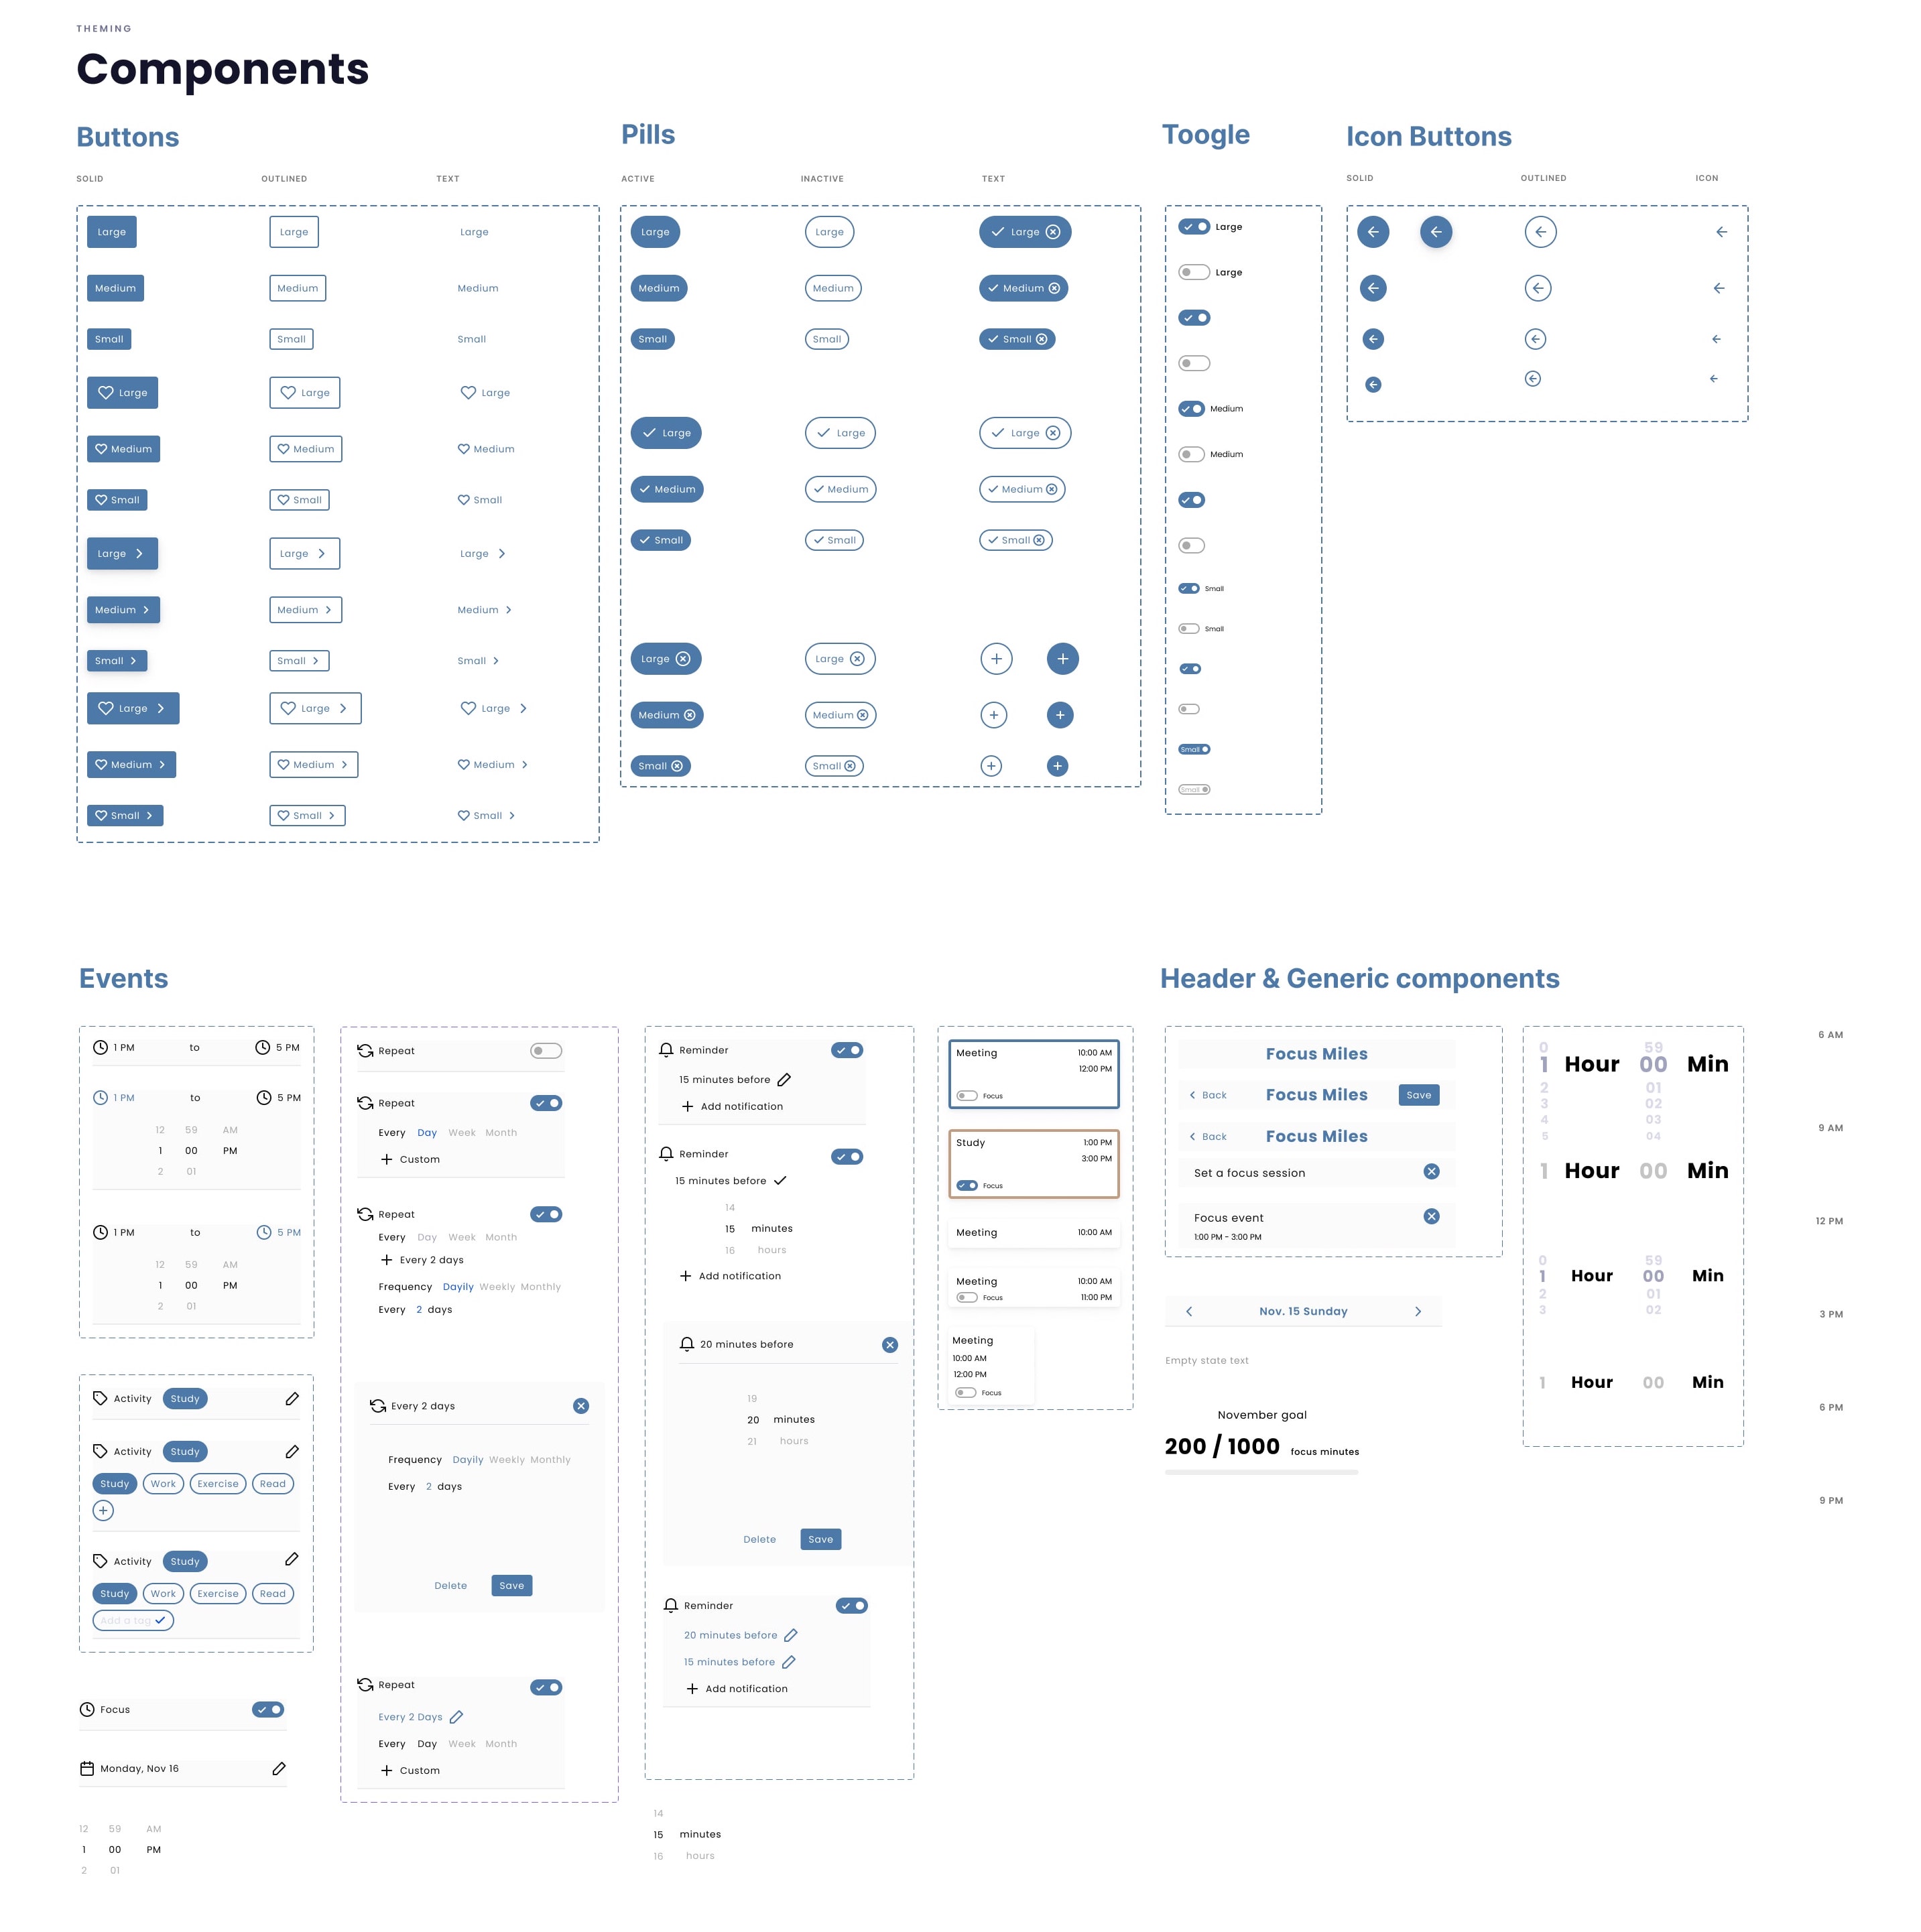 THEMING
Components
Buttons
SOLID OUTLINED TEXT
Large Large Large
Medium Medium Medium
Small Small Small
Large Large Large
Medium Medium Medium
Small Small Small
Large Large Large
Medium Medium Medium
Small Small Small
Large Large Large
Medium Medium Medium
Small Small Small
Pills
ACTIVE INACTIVE TEXT
Large Large Large
Medium Medium Medium
Small Small Small
Large Large Large
Medium Medium Medium
Small Small Small
Large Large
Medium Medium
Small Small
Toogle
Large
Large
Medium
Medium
Small
Small
Small
Small
Icon Buttons
SOLID OUTLINED ICON
Events
1 PM to 5 PM
1 PM to 5 PM
12 59 AM
1 00 PM
2 01
1 PM to 5 PM
12 59 AM
1 00 PM
2 01
Activity Study
Activity Study
Study Work Exercise Read
Activity Study
Study Work Exercise Read
Add a tag
Focus
Monday, Nov 16
12 59 AM
1 00 PM
2 01
Repeat
Repeat
Every Day Week Month
Custom
Repeat
Every Day Week Month
Every 2 days
Frequency Dayily Weekly Monthly
Every 2 days
Every 2 days
Frequency Dayily Weekly Monthly
Every 2 days
Delete Save
Repeat
Every 2 Days
Every Day Week Month
Custom
Reminder
15 minutes before
Add notification
Reminder
15 minutes before
14
15 minutes
16 hours
Add notification
20 minutes before
19
20 minutes
21 hours
Delete Save
Reminder
20 minutes before
15 minutes before
Add notification
14
15 minutes
16 hours
Meeting 10:00 AM
12:00 PM
Focus
Study 1:00 PM
3:00 PM
Focus
Meeting 10:00 AM
Meeting 10:00 AM
Focus 11:00 PM
Meeting
10:00 AM
12:00 PM
Focus
Header & Generic components
Focus Miles
Back Focus Miles Save
Back Focus Miles
Set a focus session
Focus event
1:00 PM - 3:00 PM
Nov. 15 Sunday
Empty state text
November goal
200 / 1000 focus minutes
0 59
1 Hour 00 Min
2 01
3 02
4 03
5 04
1 Hour 00 Min
0 59
1 Hour 00 Min
2 01
3 02
1 Hour 00 Min
6 AM
9 AM
12 PM
3 PM
6 PM
9 PM